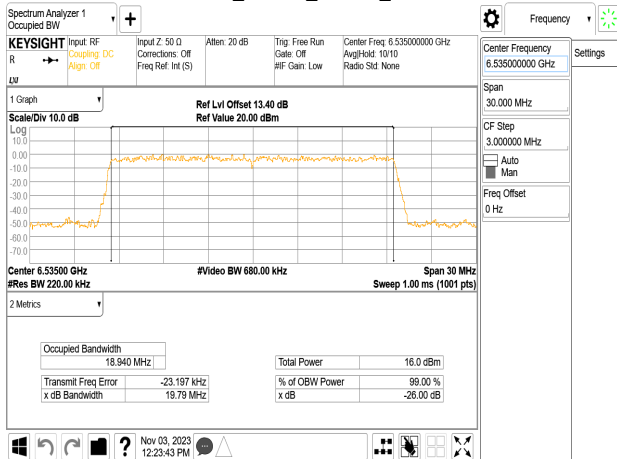 Spectrum Analyzer 1
Occupied BW
Frequency
KEYSIGHT
R
Input: RF
Coupling: DC
Align: Off
Input Z: 50 Ω
Corrections: Off
Freq Ref: Int (S)
Atten: 20 dB
Trig: Free Run
Gate: Off
#IF Gain: Low
Center Freq: 6.535000000 GHz
Avg|Hold: 10/10
Radio Std: None
Center Frequency
6.535000000 GHz
Settings
Span
30.000 MHz
CF Step
3.000000 MHz
Auto
Man
Freq Offset
0 Hz
1 Graph
Scale/Div 10.0 dB
Ref Lvl Offset 13.40 dB
Ref Value 20.00 dBm
Log
10.0
0.00
-10.0
-20.0
-30.0
-40.0
-50.0
-60.0
-70.0
Center 6.53500 GHz
#Video BW 680.00 kHz
Span 30 MHz
#Res BW 220.00 kHz
Sweep 1.00 ms (1001 pts)
2 Metrics
Occupied Bandwidth
18.940 MHz
Total Power 16.0 dBm
Transmit Freq Error -23.197 kHz
% of OBW Power 99.00 %
x dB Bandwidth 19.79 MHz
x dB -26.00 dB
?
Nov 03, 2023
12:23:43 PM